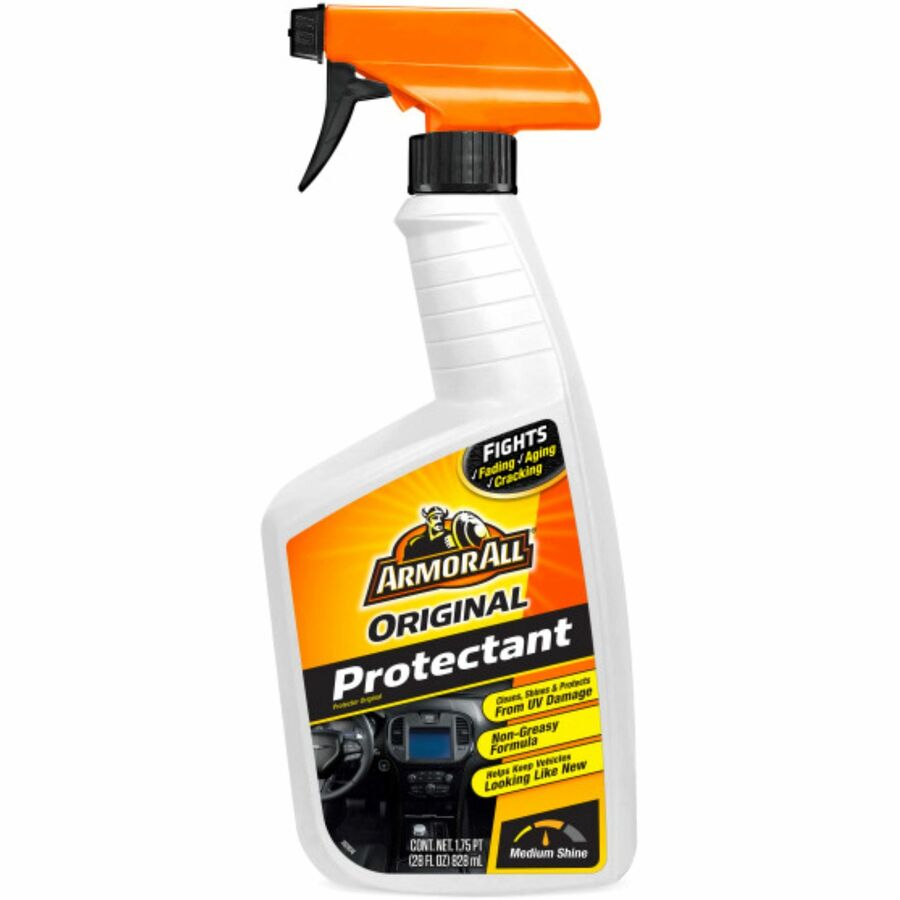 FIGHTS
✓Fading ✓Aging
✓Cracking
ARMOR ALL®
ORIGINAL
Protectant
Protector Original
Cleans, Shines & Protects
From UV Damage
Non-Greasy
Formula
Helps Keep Vehicles
Looking Like New
CONT. NET. 1.75 PT
(28 FL OZ) 828 mL
Medium Shine